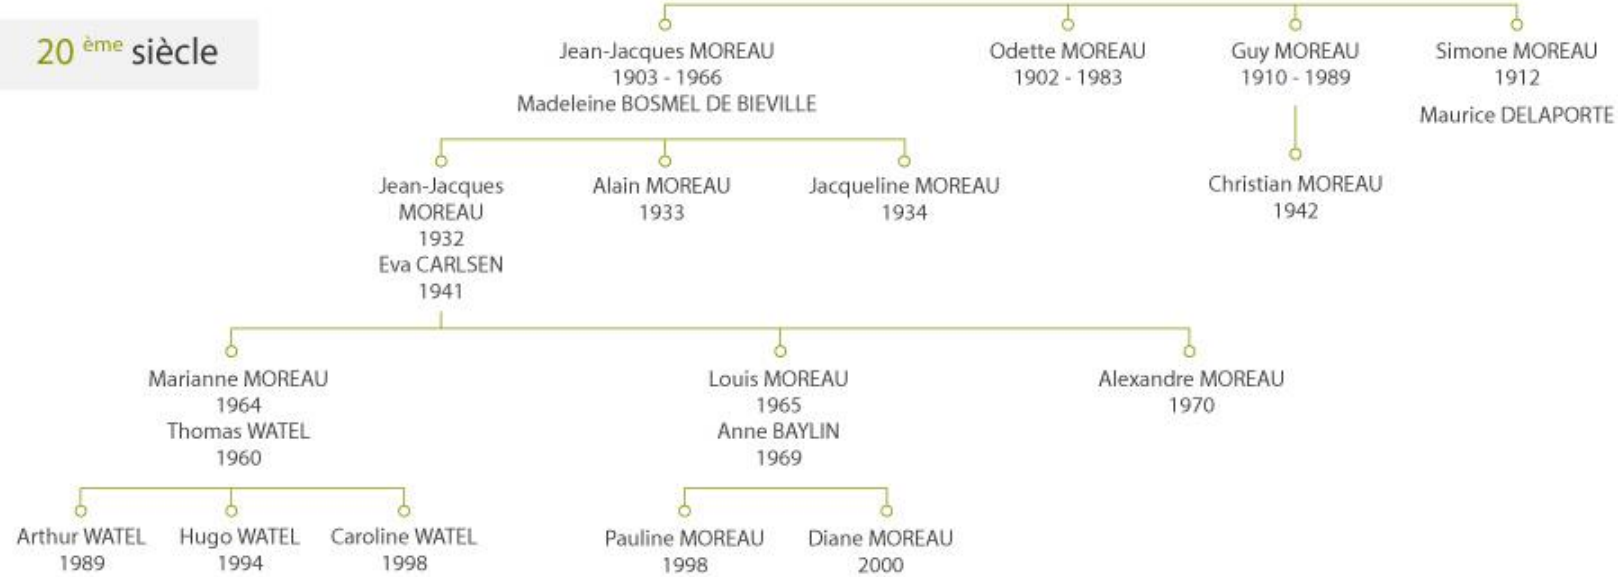 20 ème siècle
Jean-Jacques MOREAU
1903 - 1966
Madeleine BOSMEL DE BIEVILLE
Odette MOREAU
1902 - 1983
Guy MOREAU
1910 - 1989
Simone MOREAU
1912
Maurice DELAPORTE
Jean-Jacques
MOREAU
1932
Eva CARLSEN
1941
Alain MOREAU
1933
Jacqueline MOREAU
1934
Christian MOREAU
1942
Marianne MOREAU
1964
Thomas WATEL
1960
Louis MOREAU
1965
Anne BAYLIN
1969
Alexandre MOREAU
1970
Arthur WATEL
1989
Hugo WATEL
1994
Caroline WATEL
1998
Pauline MOREAU
1998
Diane MOREAU
2000